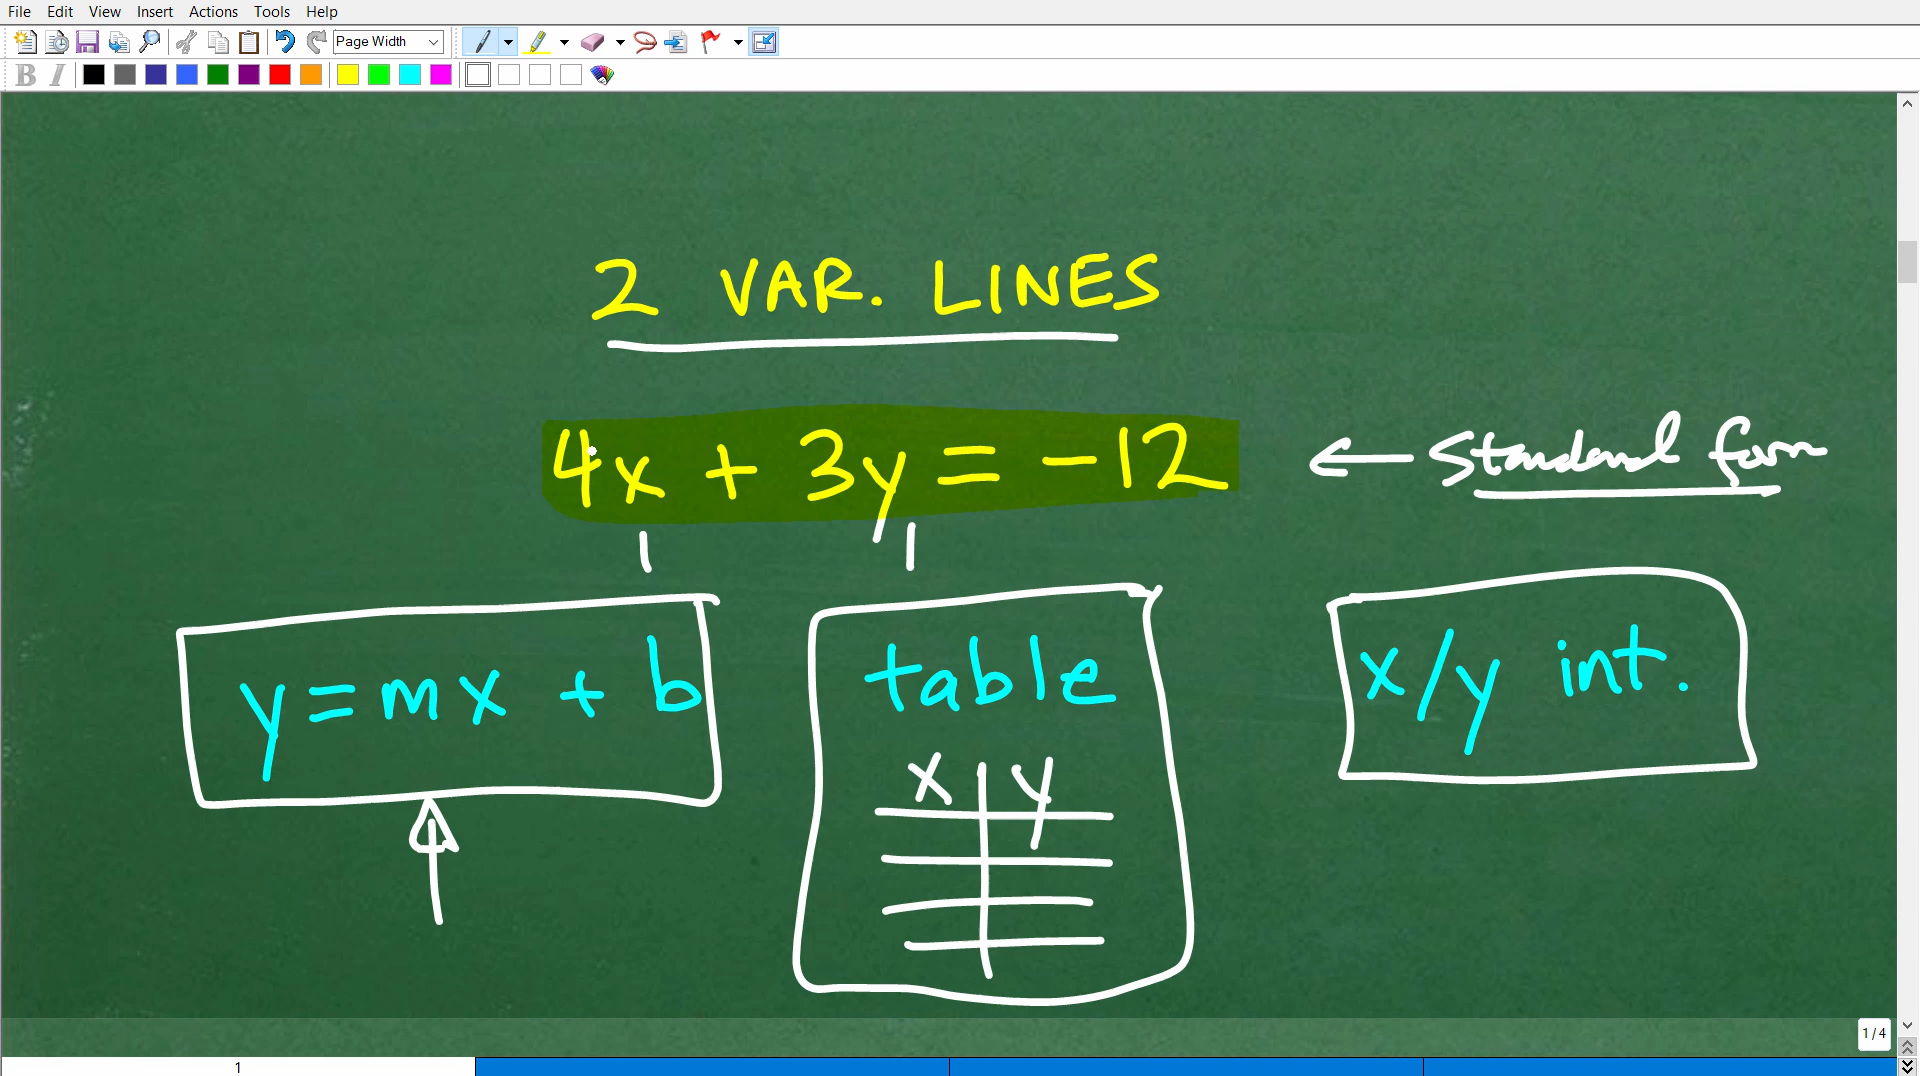 File Edit View Insert Actions Tools Help
Page Width
B I
2 VAR. LINES
4x + 3y = -12 ← Standard form
y = mx + b
table
x y
x/y int.
1 / 4
1